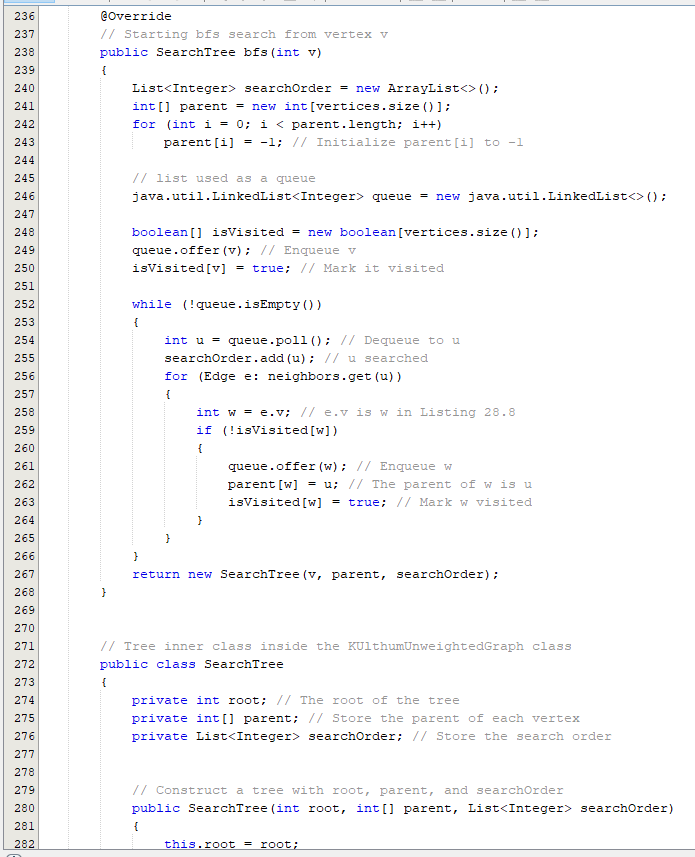 236 @Override
237 // Starting bfs search from vertex v
238 public SearchTree bfs(int v)
239 {
240 List<Integer> searchOrder = new ArrayList<>();
241 int[] parent = new int[vertices.size()];
242 for (int i = 0; i < parent.length; i++)
243 parent[i] = -1; // Initialize parent[i] to -1
244
245 // list used as a queue
246 java.util.LinkedList<Integer> queue = new java.util.LinkedList<>();
247
248 boolean[] isVisited = new boolean[vertices.size()];
249 queue.offer(v); // Enqueue v
250 isVisited[v] = true; // Mark it visited
251
252 while (!queue.isEmpty())
253 {
254 int u = queue.poll(); // Dequeue to u
255 searchOrder.add(u); // u searched
256 for (Edge e: neighbors.get(u))
257 {
258 int w = e.v; // e.v is w in Listing 28.8
259 if (!isVisited[w])
260 {
261 queue.offer(w); // Enqueue w
262 parent[w] = u; // The parent of w is u
263 isVisited[w] = true; // Mark w visited
264 }
265 }
266 }
267 return new SearchTree(v, parent, searchOrder);
268 }
269
270
271 // Tree inner class inside the KUlthumUnweightedGraph class
272 public class SearchTree
273 {
274 private int root; // The root of the tree
275 private int[] parent; // Store the parent of each vertex
276 private List<Integer> searchOrder; // Store the search order
277
278
279 // Construct a tree with root, parent, and searchOrder
280 public SearchTree(int root, int[] parent, List<Integer> searchOrder)
281 {
282 this.root = root;